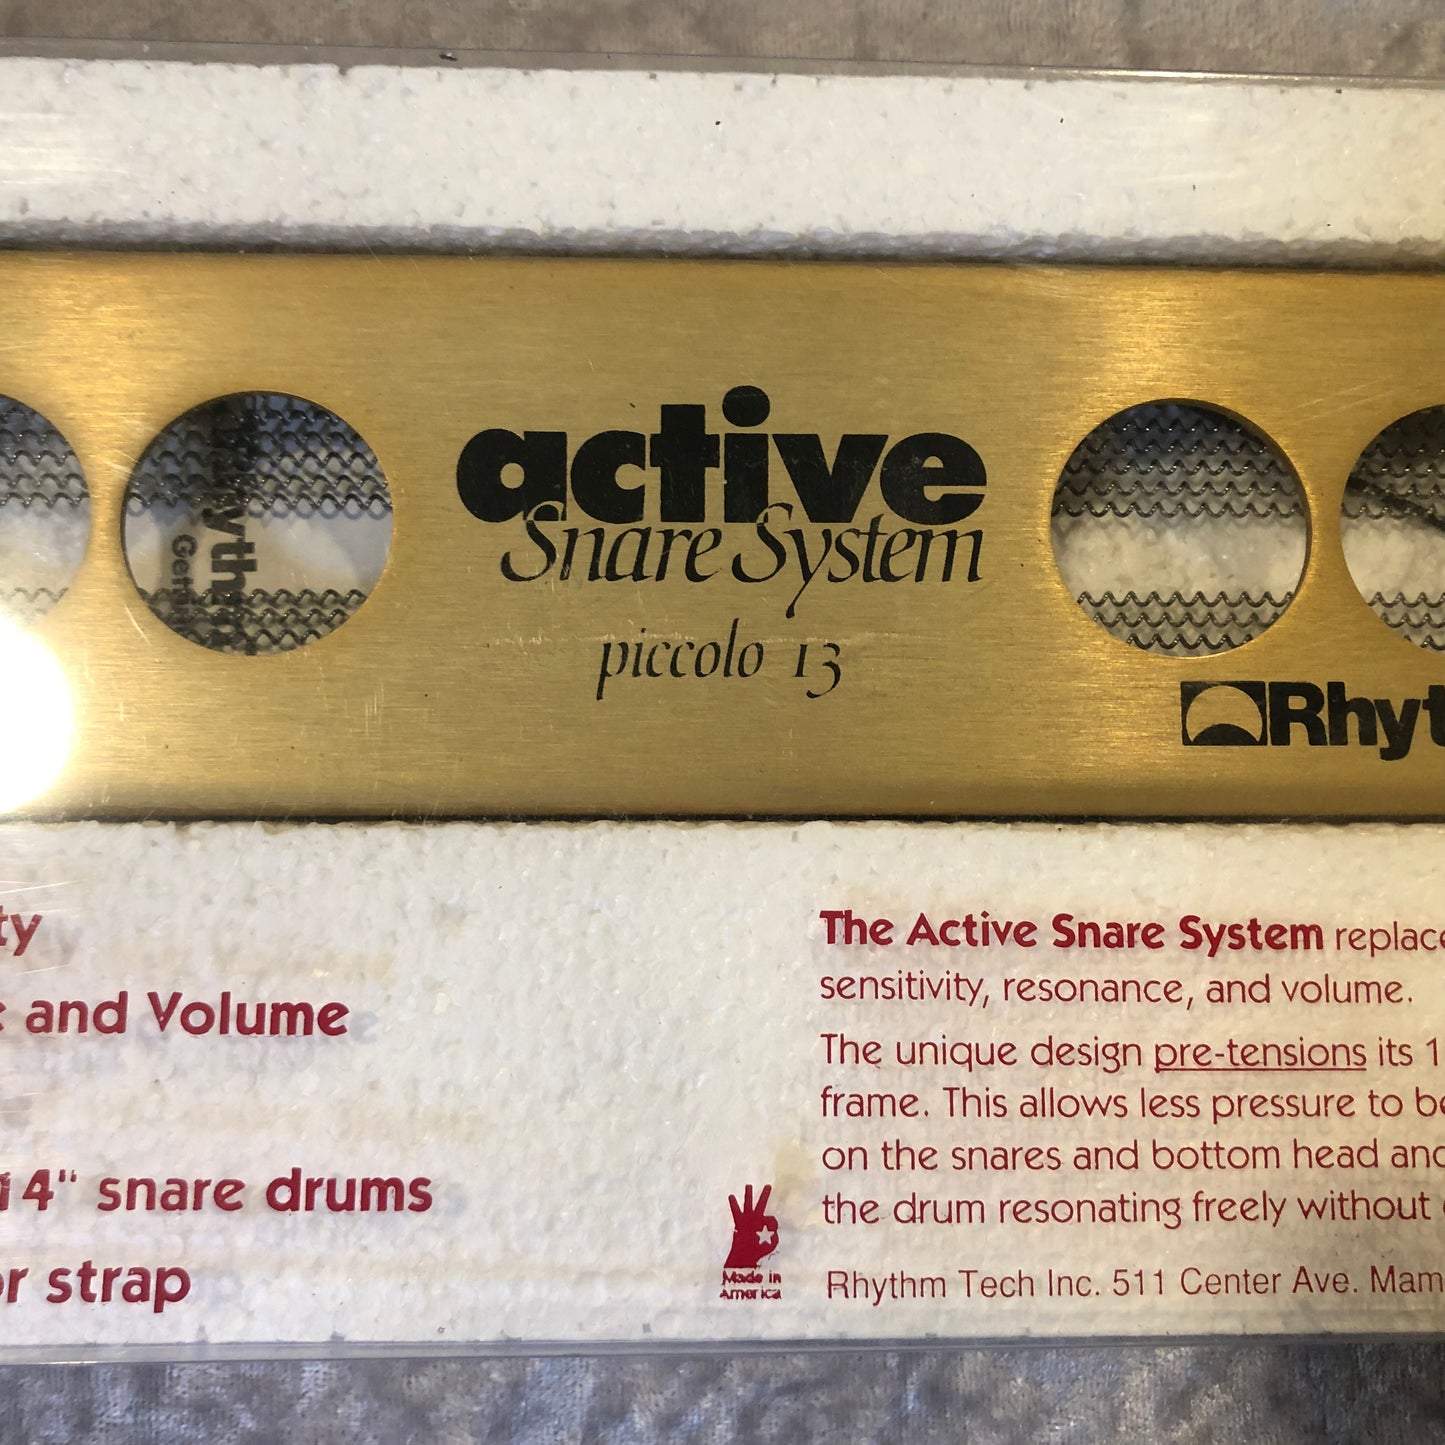 active
Snare System
piccolo 13
Rhyt
ty
and Volume
14" snare drums
or strap
The Active Snare System replac
sensitivity, resonance, and volume.
The unique design pre-tensions its 1
frame. This allows less pressure to be
on the snares and bottom head and
the drum resonating freely without
Made in
America
Rhythm Tech Inc. 511 Center Ave. Mam